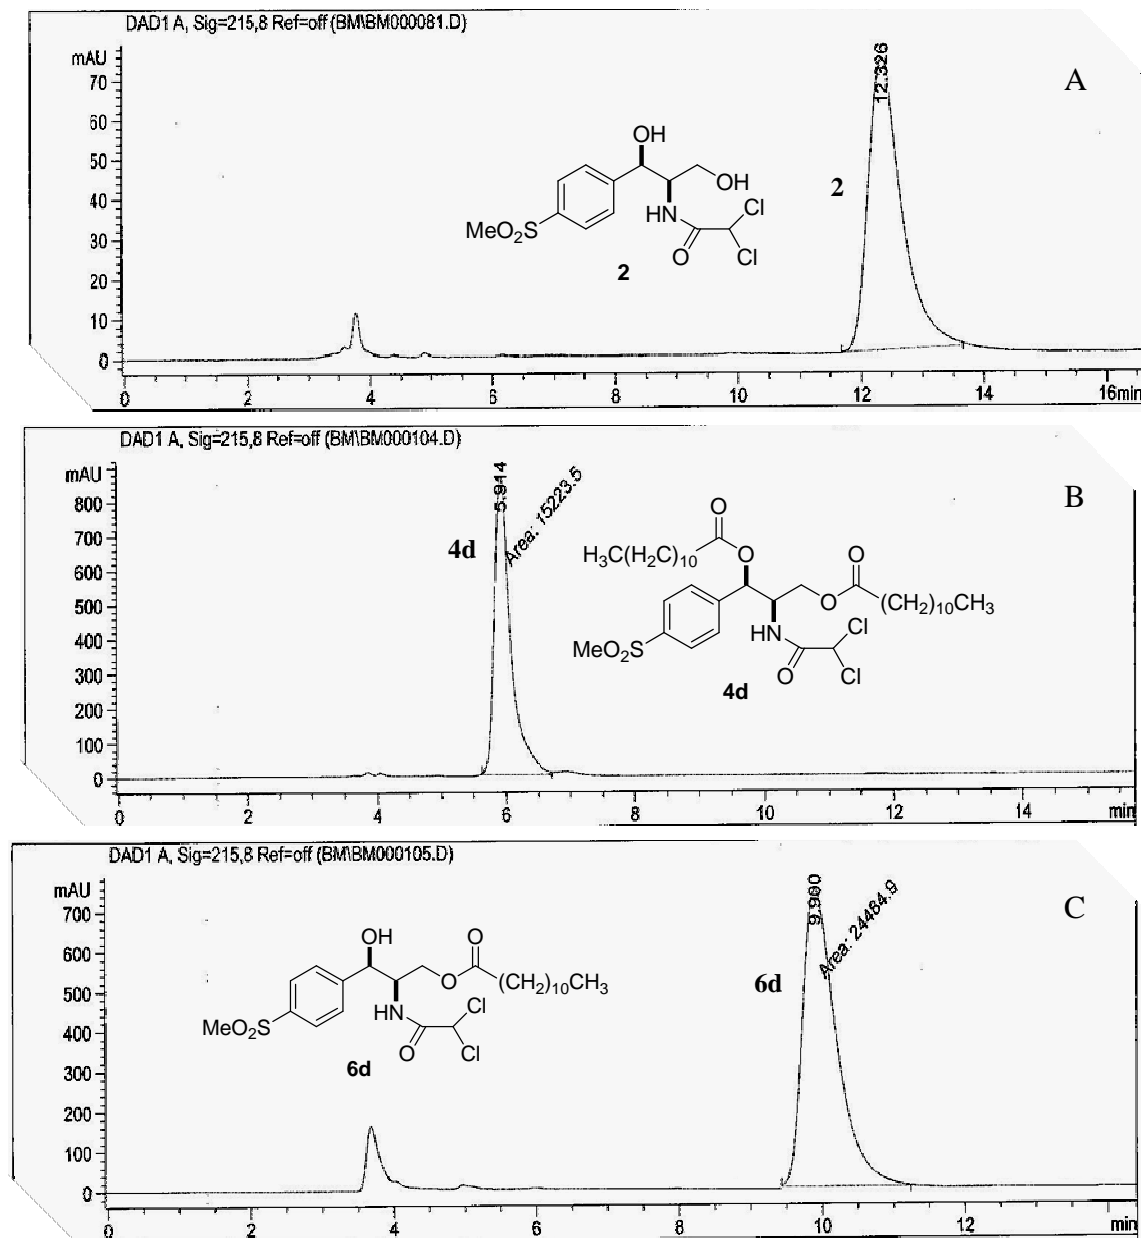 DAD1 A, Sig=215,8 Ref=off (BM\BM000081.D)
mAU
A
12.326
70
60
50
40
30
20
10
0
2
OH
OH
HN
Cl
MeO2S
O
Cl
2
0 2 4 6 8 10 12 14 16min
DAD1 A, Sig=215,8 Ref=off (BM\BM000104.D)
mAU
B
5.914
Area: 15223.5
800
700
600
500
400
300
200
100
0
4d
O
H3C(H2C)10
O
O
O
(CH2)10CH3
HN
Cl
MeO2S
O
Cl
4d
0 2 4 6 8 10 12 14 min
DAD1 A, Sig=215,8 Ref=off (BM\BM000105.D)
mAU
C
9.900
Area: 24484.9
700
600
500
400
300
200
100
0
6d
OH
O
O
(CH2)10CH3
HN
Cl
MeO2S
O
Cl
6d
0 2 4 6 8 10 12 min